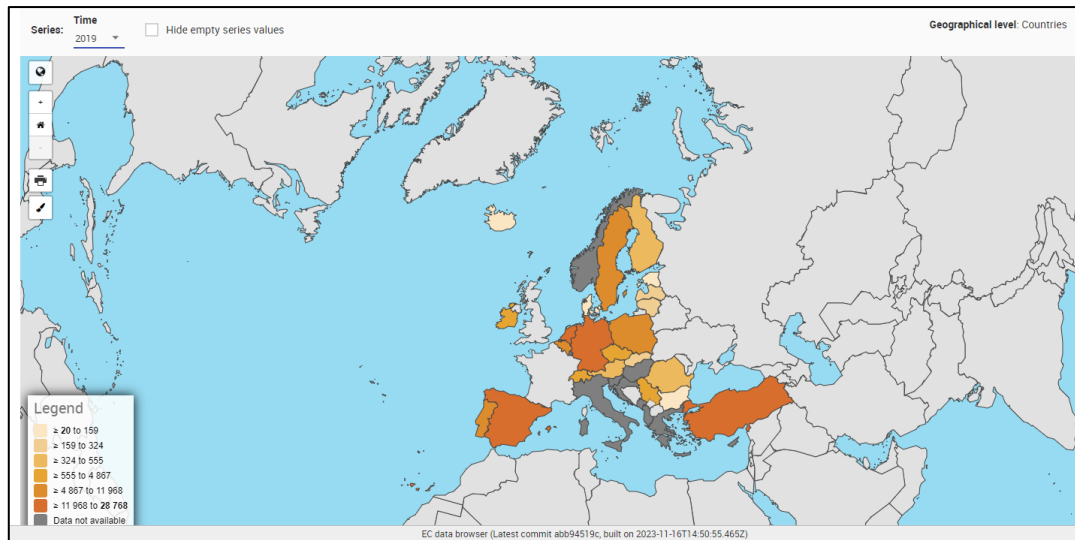 Time
Series:
2019
Hide empty series values
Geographical level: Countries
+
-
Legend
≥ 20 to 159
≥ 159 to 324
≥ 324 to 555
≥ 555 to 4 867
≥ 4 867 to 11 968
≥ 11 968 to 28 768
Data not available
EC data browser (Latest commit abb94519c, built on 2023-11-16T14:50:55.465Z)